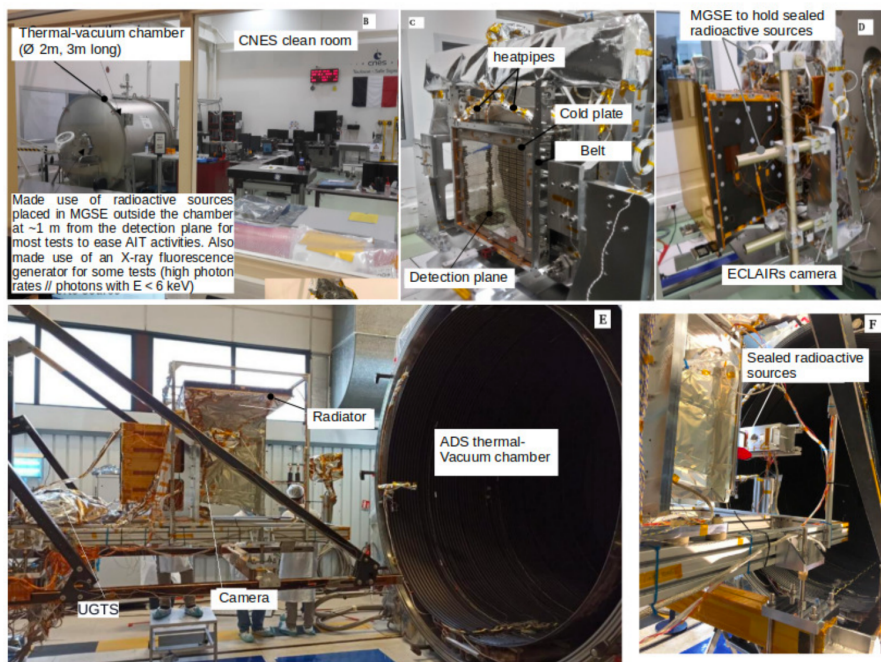 B
Thermal-vacuum chamber
(Ø 2m, 3m long)
CNES clean room
cnes
Made use of radioactive sources
placed in MGSE outside the chamber
at ~1 m from the detection plane for
most tests to ease AIT activities. Also
made use of an X-ray fluorescence
generator for some tests (high photon
rates // photons with E < 6 keV)
C
heatpipes
Cold plate
Belt
Detection plane
MGSE to hold sealed
radioactive sources
D
ECLAIRs camera
E
Radiator
ADS thermal-
Vacuum chamber
UGTS
Camera
F
Sealed radioactive
sources